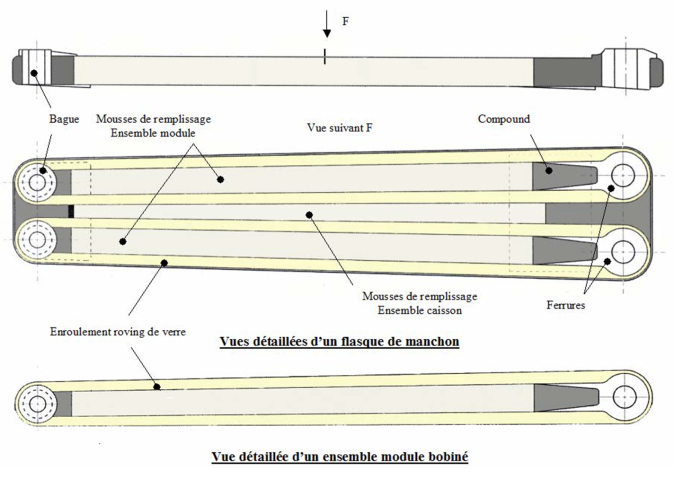 F
Bague
Mousses de remplissage
Ensemble module
Vue suivant F
Compound
Mousses de remplissage
Ensemble caisson
Ferrures
Enroulement roving de verre
Vues détaillées d'un flasque de manchon
Vue détaillée d'un ensemble module bobiné